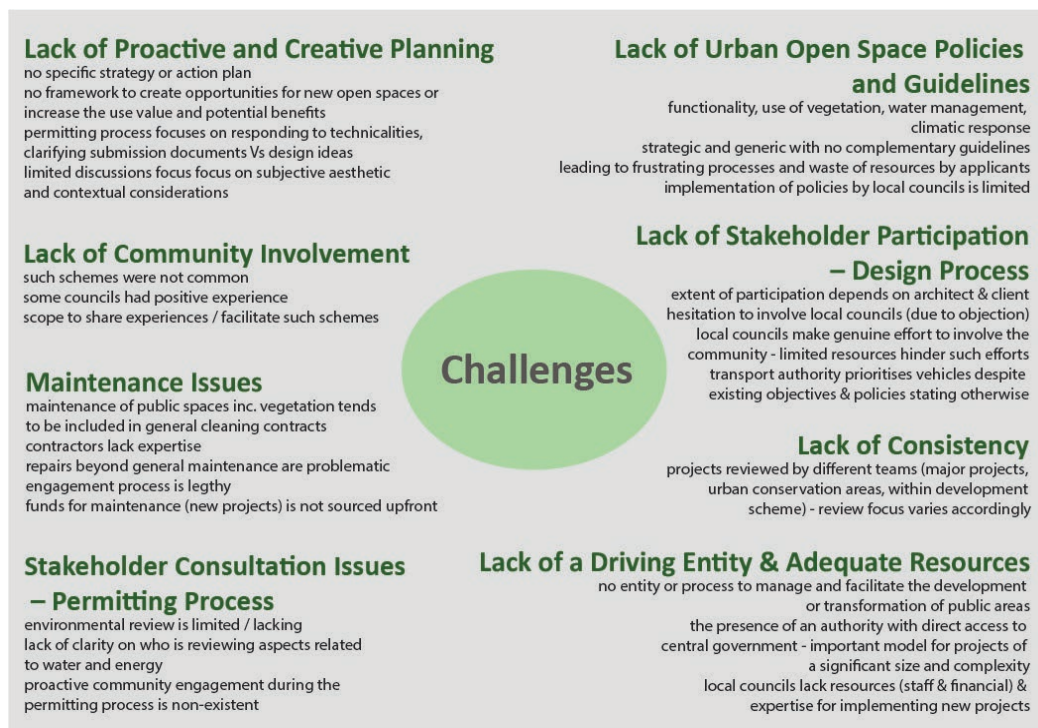 Lack of Proactive and Creative Planning
no specific strategy or action plan
no framework to create opportunities for new open spaces or
increase the use value and potential benefits
permitting process focuses on responding to technicalities,
clarifying submission documents Vs design ideas
limited discussions focus focus on subjective aesthetic
and contextual considerations
Lack of Community Involvement
such schemes were not common
some councils had positive experience
scope to share experiences / facilitate such schemes
Maintenance Issues
maintenance of public spaces inc. vegetation tends
to be included in general cleaning contracts
contractors lack expertise
repairs beyond general maintenance are problematic
engagement process is legthy
funds for maintenance (new projects) is not sourced upfront
Stakeholder Consultation Issues
– Permitting Process
environmental review is limited / lacking
lack of clarity on who is reviewing aspects related
to water and energy
proactive community engagement during the
permitting process is non-existent
Challenges
Lack of Urban Open Space Policies
and Guidelines
functionality, use of vegetation, water management,
climatic response
strategic and generic with no complementary guidelines
leading to frustrating processes and waste of resources by applicants
implementation of policies by local councils is limited
Lack of Stakeholder Participation
– Design Process
extent of participation depends on architect & client
hesitation to involve local councils (due to objection)
local councils make genuine effort to involve the
community - limited resources hinder such efforts
transport authority prioritises vehicles despite
existing objectives & policies stating otherwise
Lack of Consistency
projects reviewed by different teams (major projects,
urban conservation areas, within development
scheme) - review focus varies accordingly
Lack of a Driving Entity & Adequate Resources
no entity or process to manage and facilitate the development
or transformation of public areas
the presence of an authority with direct access to
central government - important model for projects of
a significant size and complexity
local councils lack resources (staff & financial) &
expertise for implementing new projects